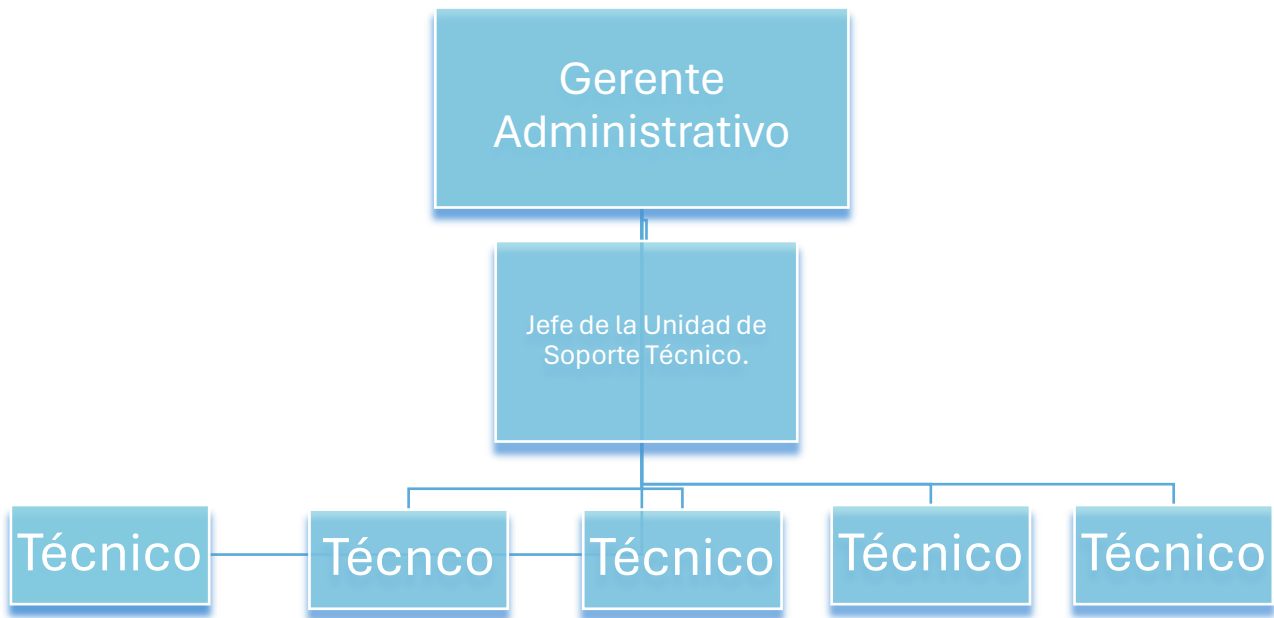 Gerente
Administrativo
Jefe de la Unidad de
Soporte Técnico.
Técnico
Técnco
Técnico
Técnico
Técnico